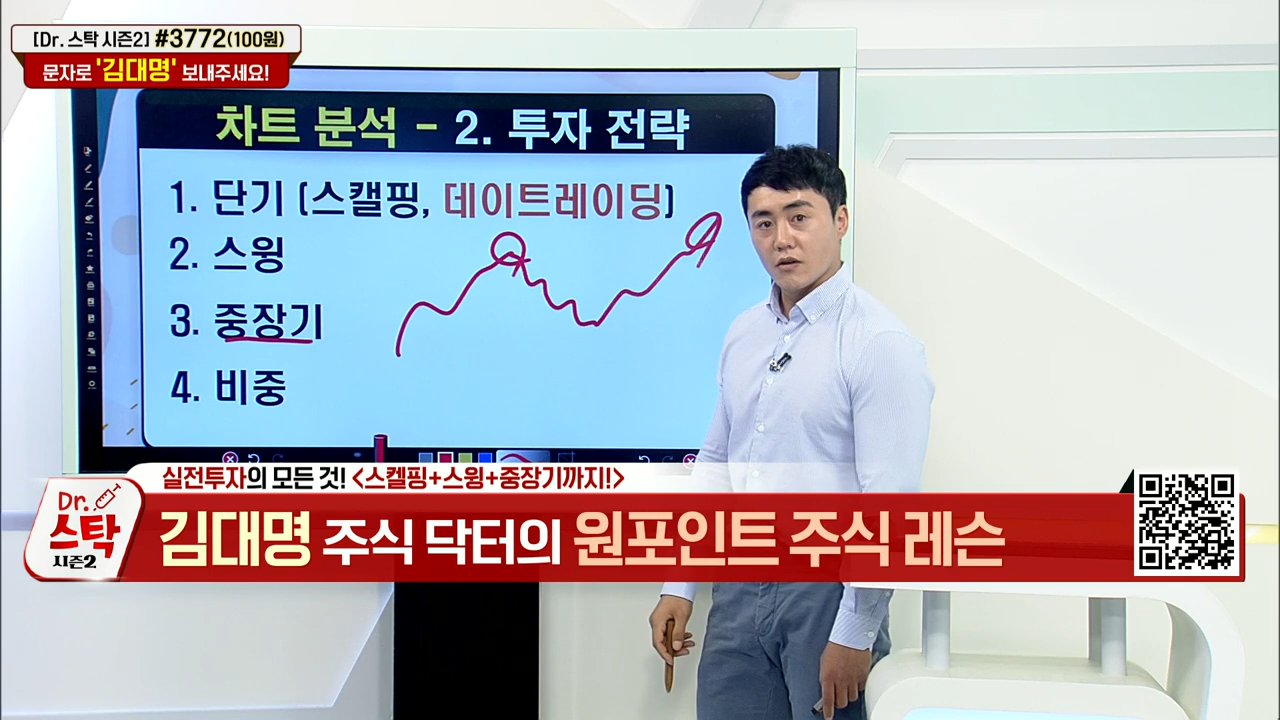 [Dr. 스탁 시즌2] #3772(100원)
문자로 '김대명' 보내주세요!
차트 분석 - 2. 투자 전략
1. 단기 (스캘핑, 데이트레이딩)
2. 스윙
3. 중장기
4. 비중
실전투자의 모든 것! <스켈핑+스윙+중장기까지!>
Dr.
스탁
시즌2
김대명 주식 닥터의 원포인트 주식 레슨